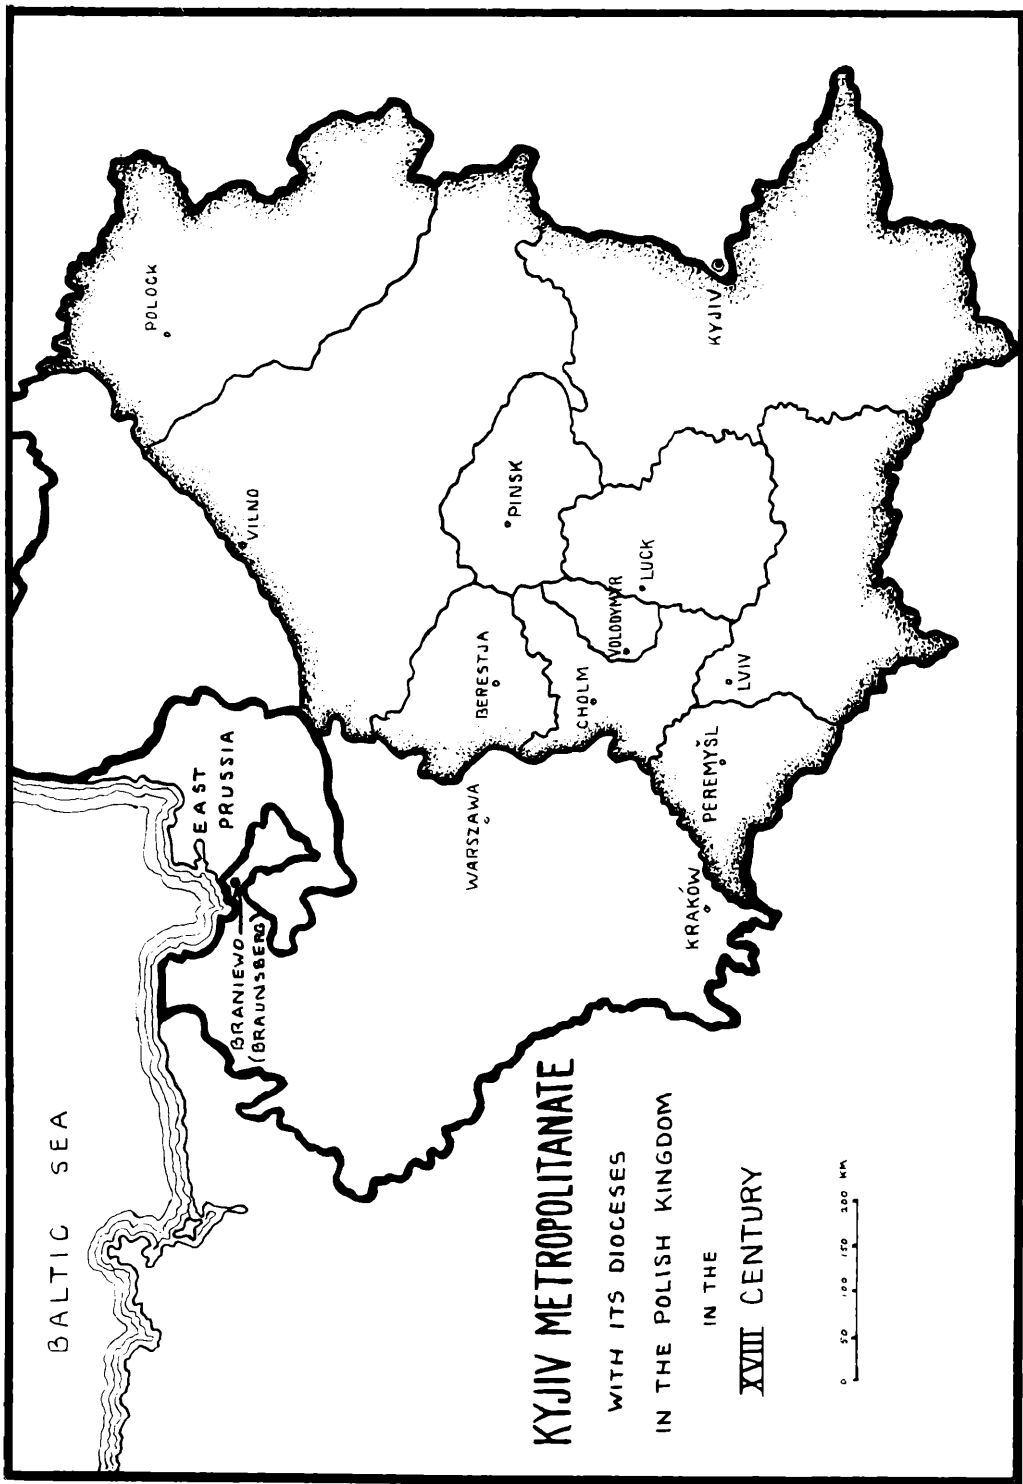 BALTIC SEA
EAST
PRUSSIA
BRANIEWO
(BRAUNSBERG)
POLOCK
VILNO
PINSK
BERESTJA
WARSZAWA
CHOLM
VOLODYMYR
LUCK
KYJIV
LVIV
PEREMYŠL
KRAKÓW
KYJIV METROPOLITANATE
WITH ITS DIOCESES
IN THE POLISH KINGDOM
IN THE
XVIII CENTURY
0 50 100 150 200 KM